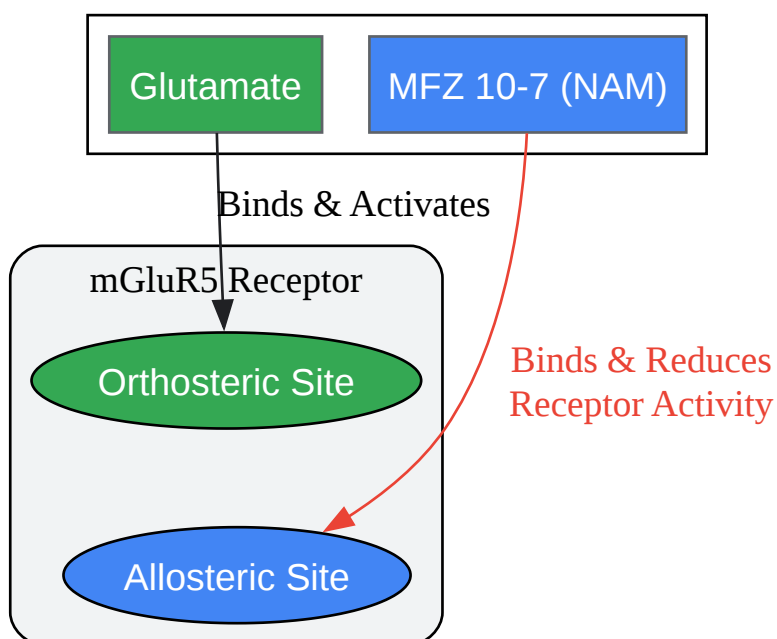 Glutamate
MFZ 10-7 (NAM)
Binds & Activates
mGluR5 Receptor
Orthosteric Site
Binds & Reduces
Receptor Activity
Allosteric Site